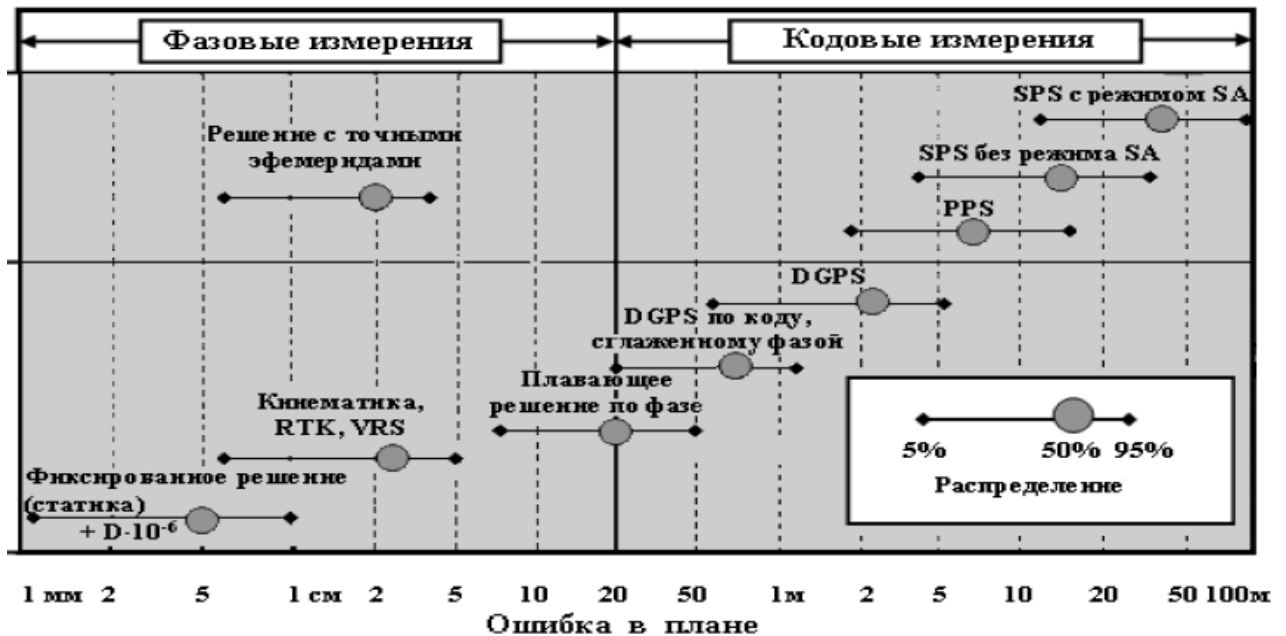 Фазовые измерения
Кодовые измерения
SPS с режимом SA
Решение с точными
эфемеридами
SPS без режима SA
PPS
DGPS
DGPS по коду,
сглаженному фазой
Плавающее
решение по фазе
Кинематика,
RTK, VRS
5% 50% 95%
Распределение
Фиксированное решение
(статика)
+ D·10⁻⁶
1 мм 2 5 1 см 2 5 10 20 50 1м 2 5 10 20 50 100м
Ошибка в плане